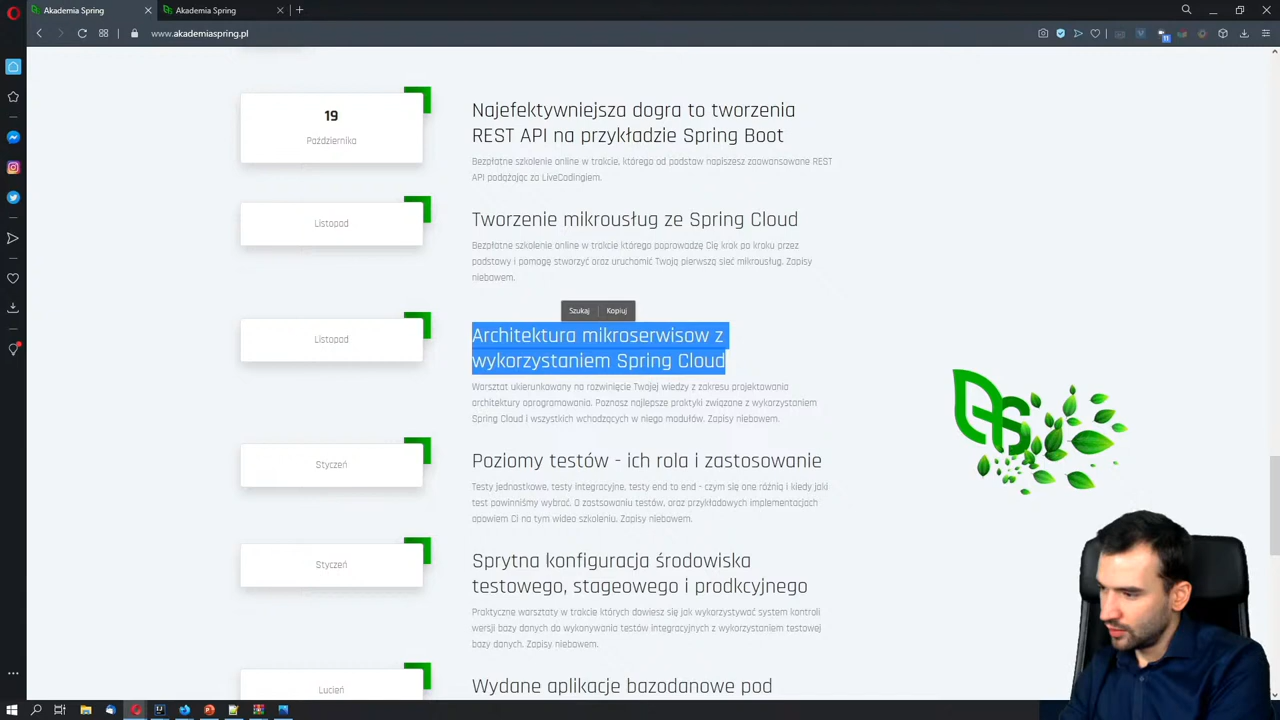 Akademia Spring
Akademia Spring
www.akademiaspring.pl
11
19
Października
Najefektywniejsza dogra to tworzenia
REST API na przykładzie Spring Boot
Bezpłatne szkolenie online w trakcie, którego od podstaw napiszesz zaawansowane REST
API podążając za LiveCodingiem.
Listopad
Tworzenie mikrousług ze Spring Cloud
Bezpłatne szkolenie online w trakcie którego poprowadzę Cię krok po kroku przez
podstawy i pomogę stworzyć oraz uruchomić Twoją pierwszą sieć mikrousług. Zapisy
niebawem.
Szukaj
Kopiuj
Listopad
Architektura mikroserwisow z
wykorzystaniem Spring Cloud
Warsztat ukierunkowany na rozwinięcie Twojej wiedzy z zakresu projektowania
architektury oprogramowania. Poznasz najlepsze praktyki związane z wykorzystaniem
Spring Cloud i wszystkich wchodzących w niego modułów. Zapisy niebawem.
Styczeń
Poziomy testów - ich rola i zastosowanie
Testy jednostkowe, testy integracyjne, testy end to end - czym się one różnią i kiedy jaki
test powinniśmy wybrać. O zastsowaniu testów, oraz przykładowych implementacjach
opowiem Ci na tym wideo szkoleniu. Zapisy niebawem.
Styczeń
Sprytna konfiguracja środowiska
testowego, stageowego i prodkcyjnego
Praktyczne warsztaty w trakcie których dowiesz się jak wykorzystywać system kontroli
wersji bazy danych do wykonywania testów integracyjnych z wykorzystaniem testowej
bazy danych. Zapisy niebawem.
Lucień
Wydane aplikacje bazodanowe pod